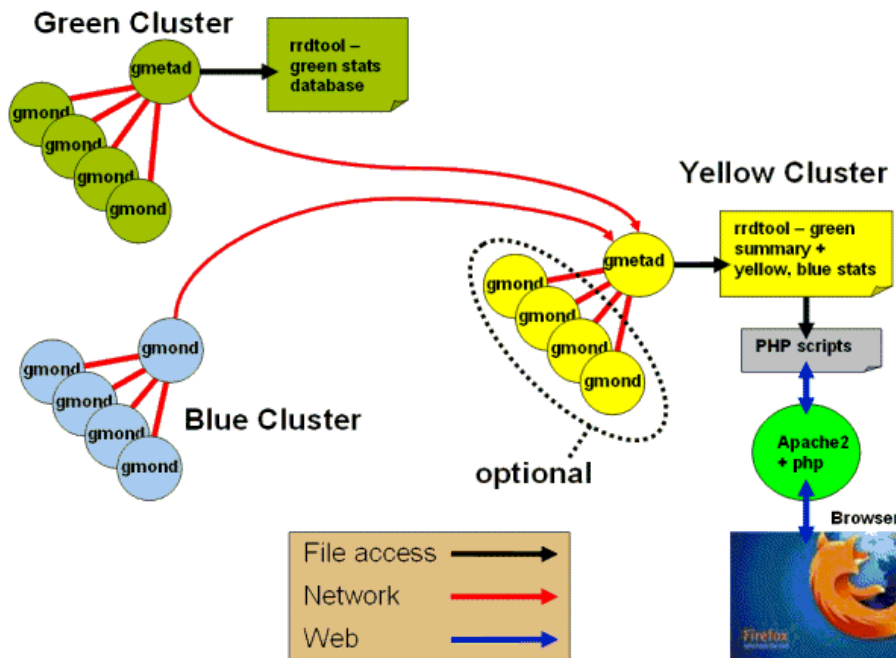 Green Cluster
gmetad
rrdtool –
green stats
database
gmond
gmond
gmond
gmond
Yellow Cluster
rrdtool – green
summary +
yellow, blue stats
gmetad
gmond
gmond
gmond
gmond
optional
PHP scripts
Apache2
+ php
Browser
Firefox
gmond
gmond
gmond
gmond
gmond
Blue Cluster
File access
Network
Web